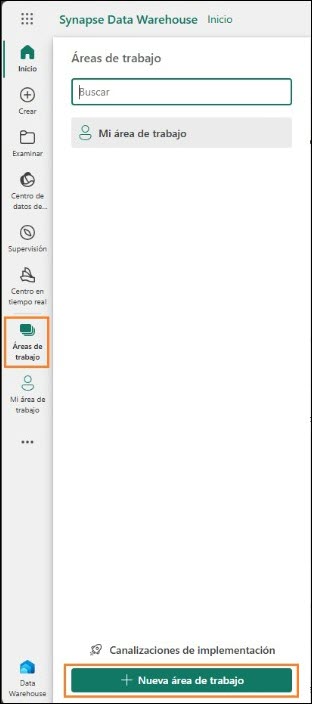 Synapse Data Warehouse Inicio
Inicio
Crear
Examinar
Centro de
datos de...
Supervisión
Centro en
tiempo real
Áreas de
trabajo
Mi área de
trabajo
Data
Warehouse
Áreas de trabajo
Buscar
Mi área de trabajo
Canalizaciones de implementación
Nueva área de trabajo